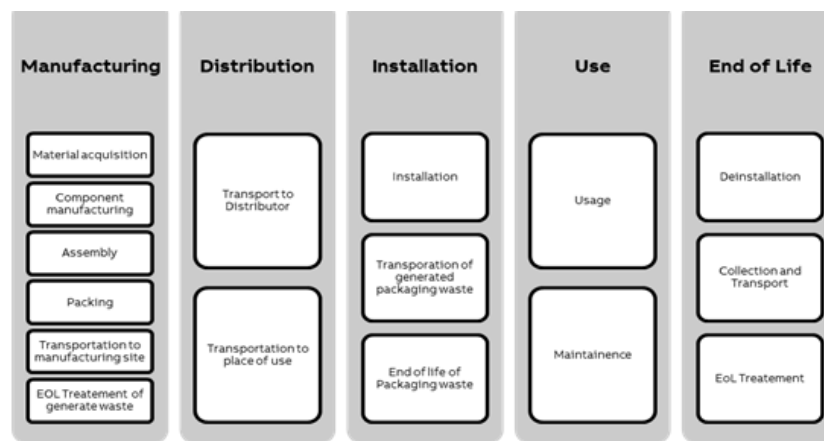 Manufacturing
Material acquisition
Component
manufacturing
Assembly
Packing
Transportation to
manufacturing site
EOL Treatement of
generate waste
Distribution
Transport to
Distributor
Transportation to
place of use
Installation
Installation
Transporation of
generated
packaging waste
End of life of
Packaging waste
Use
Usage
Maintainence
End of Life
Deinstallation
Collection and
Transport
EoL Treatement